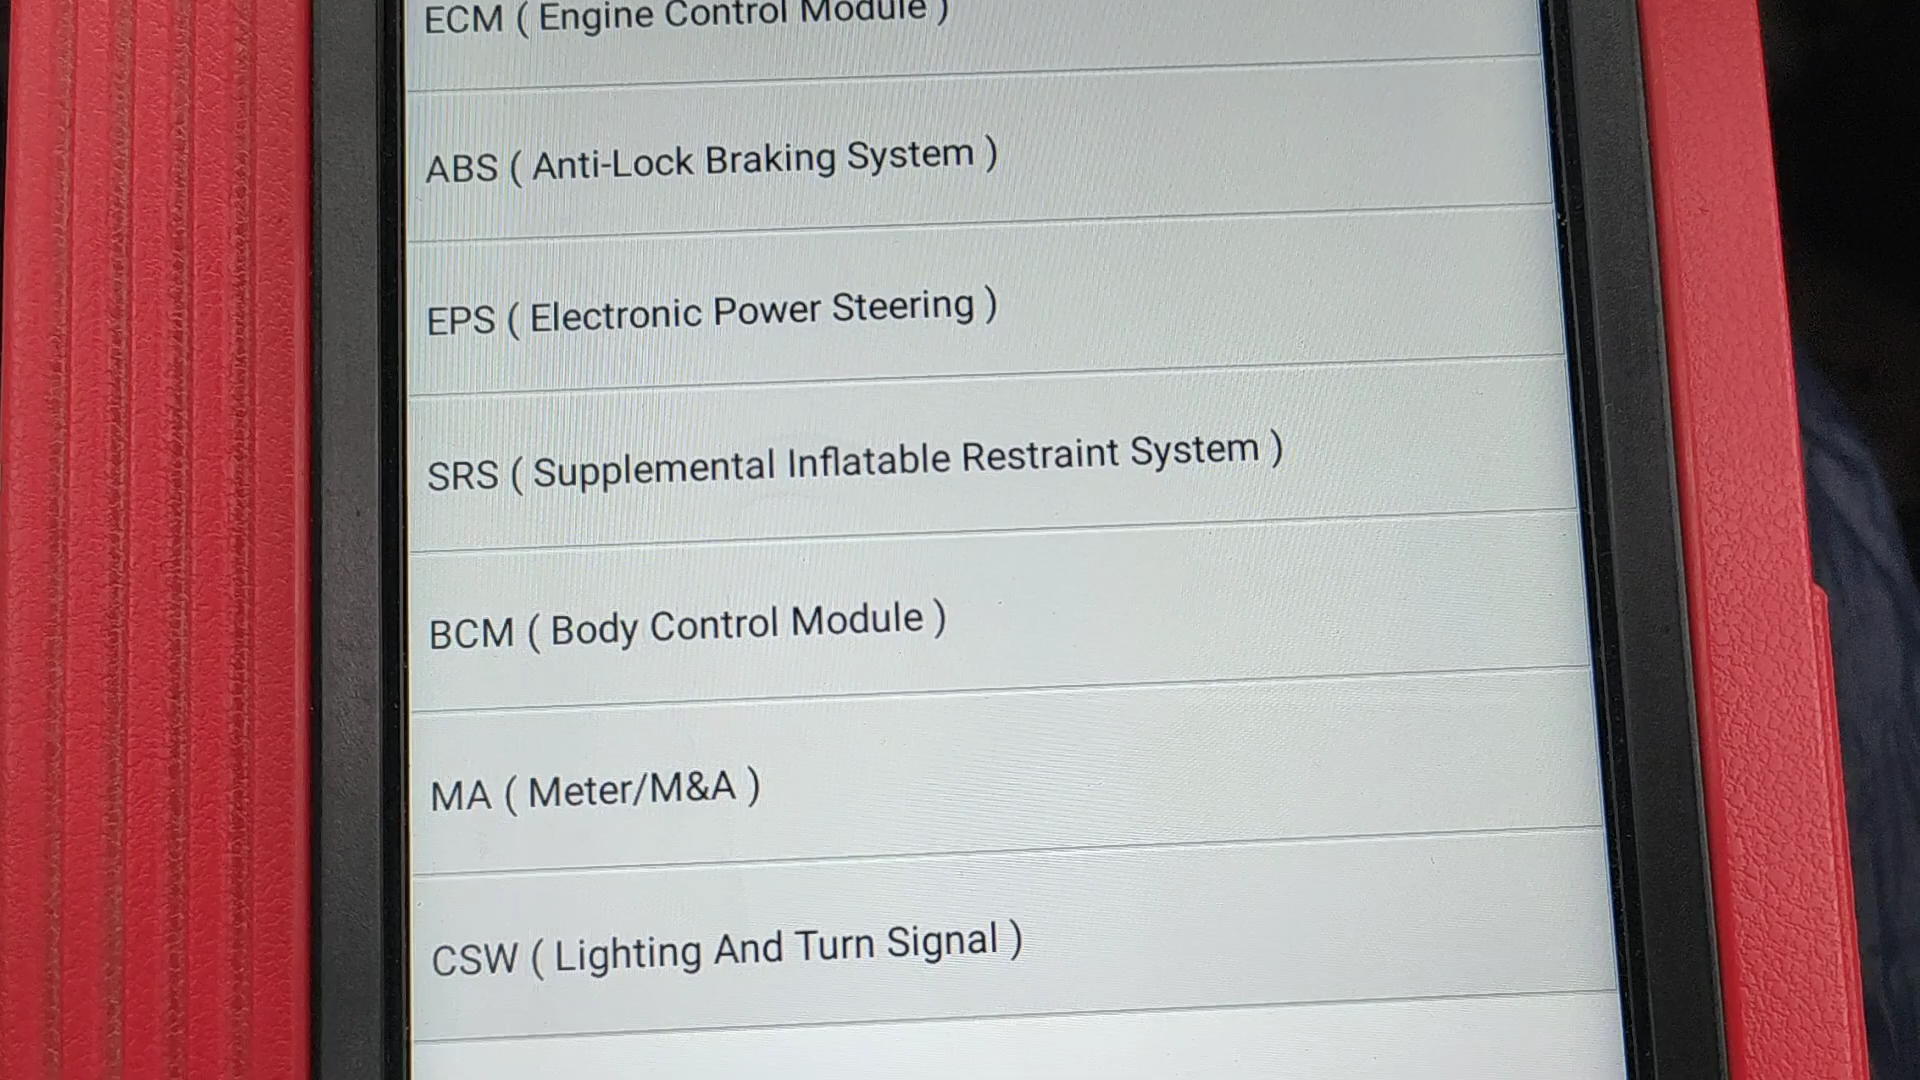 ECM ( Engine Control Module )
ABS ( Anti-Lock Braking System )
EPS ( Electronic Power Steering )
SRS ( Supplemental Inflatable Restraint System )
BCM ( Body Control Module )
MA ( Meter/M&A )
CSW ( Lighting And Turn Signal )